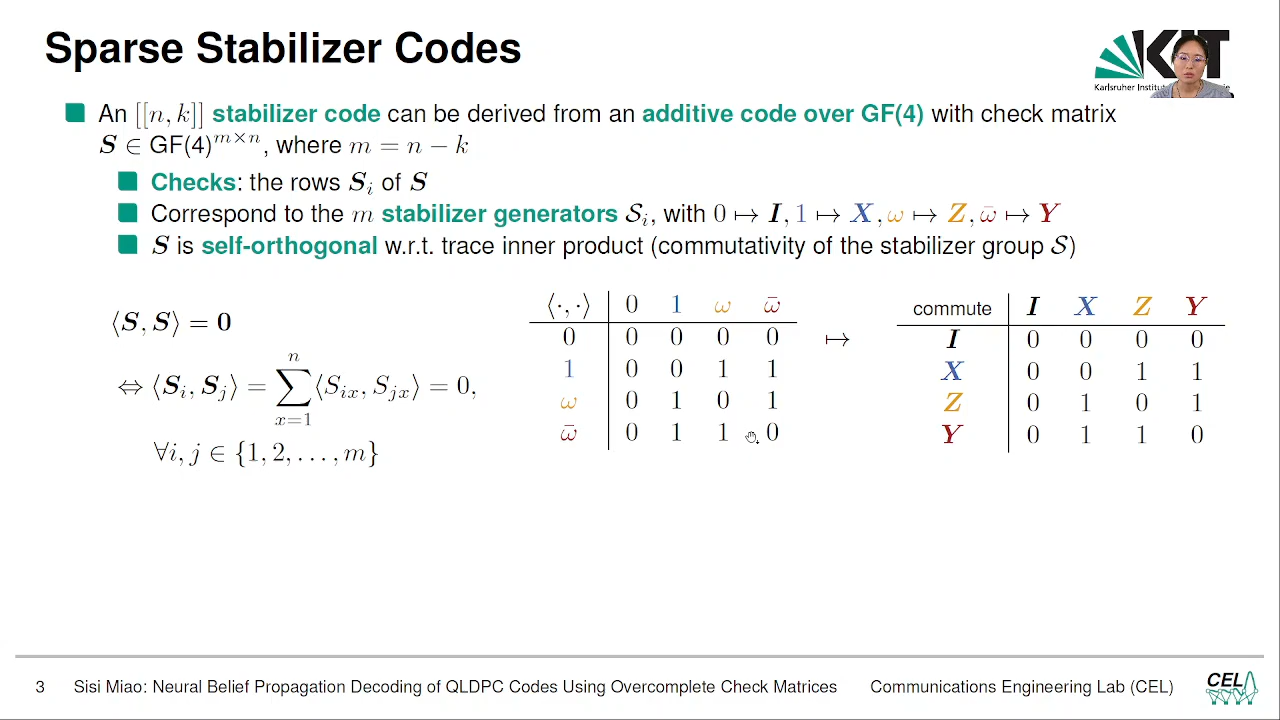 Sparse Stabilizer Codes
KIT
Karlsruher Institut
An [[n, k]] stabilizer code can be derived from an additive code over GF(4) with check matrix
S ∈ GF(4)^{m×n}, where m = n − k
Checks: the rows S_i of S
Correspond to the m stabilizer generators 𝒮_i, with 0 ↦ I, 1 ↦ X, ω ↦ Z, ω̄ ↦ Y
S is self-orthogonal w.r.t. trace inner product (commutativity of the stabilizer group 𝒮)
⟨S, S⟩ = 0
⇔ ⟨S_i, S_j⟩ = ∑_{x=1}^{n} ⟨S_{ix}, S_{jx}⟩ = 0,
∀i, j ∈ {1, 2, . . . , m}
⟨·, ·⟩ 0 1 ω ω̄
0 0 0 0 0
1 0 0 1 1
ω 0 1 0 1
ω̄ 0 1 1 0
↦
commute I X Z Y
I 0 0 0 0
X 0 0 1 1
Z 0 1 0 1
Y 0 1 1 0
3 Sisi Miao: Neural Belief Propagation Decoding of QLDPC Codes Using Overcomplete Check Matrices Communications Engineering Lab (CEL)
CEL